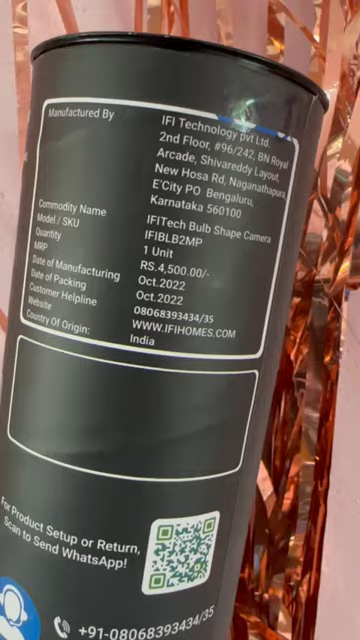 Manufactured By
IFI Technology pvt Ltd.
2nd Floor, #96/242, BN Royal
Arcade, Shivareddy Layout,
New Hosa Rd, Naganathapura,
E'City PO Bengaluru,
Karnataka 560100
Commodity Name IFITech Bulb Shape Camera
Model / SKU IFIBLB2MP
Quantity 1 Unit
MRP RS.4,500.00/-
Date of Manufacturing Oct.2022
Date of Packing Oct.2022
Customer Helpline 08068393434/35
Website WWW.IFIHOMES.COM
Country Of Origin: India
For Product Setup or Return,
Scan to Send WhatsApp!
+91-08068393434/35